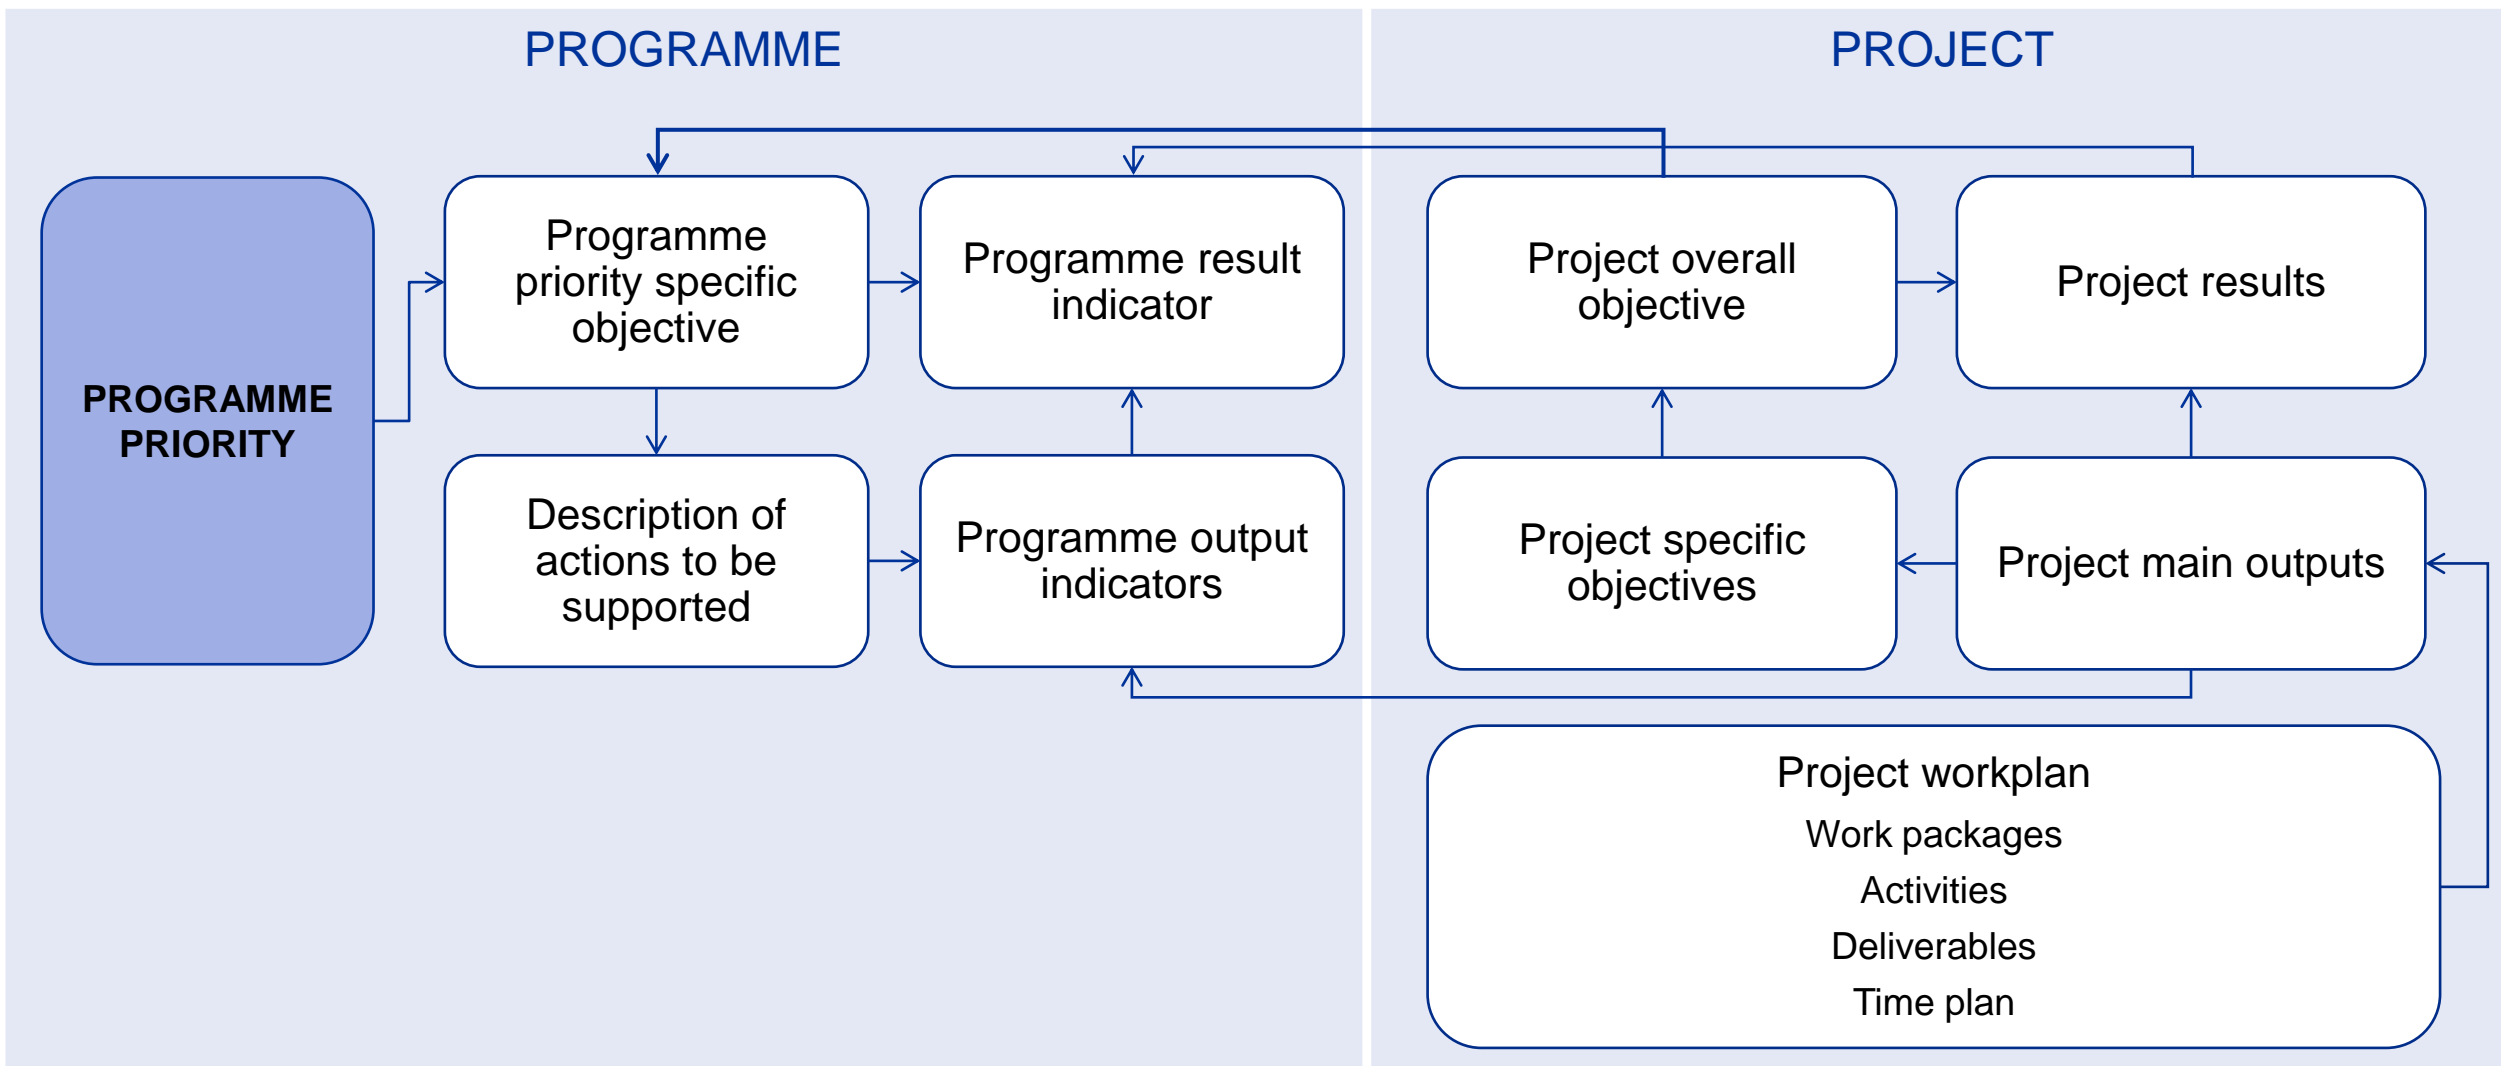 PROGRAMME
PROJECT
PROGRAMME
PRIORITY
Programme
priority specific
objective
Programme result
indicator
Project overall
objective
Project results
Description of
actions to be
supported
Programme output
indicators
Project specific
objectives
Project main outputs
Project workplan
Work packages
Activities
Deliverables
Time plan